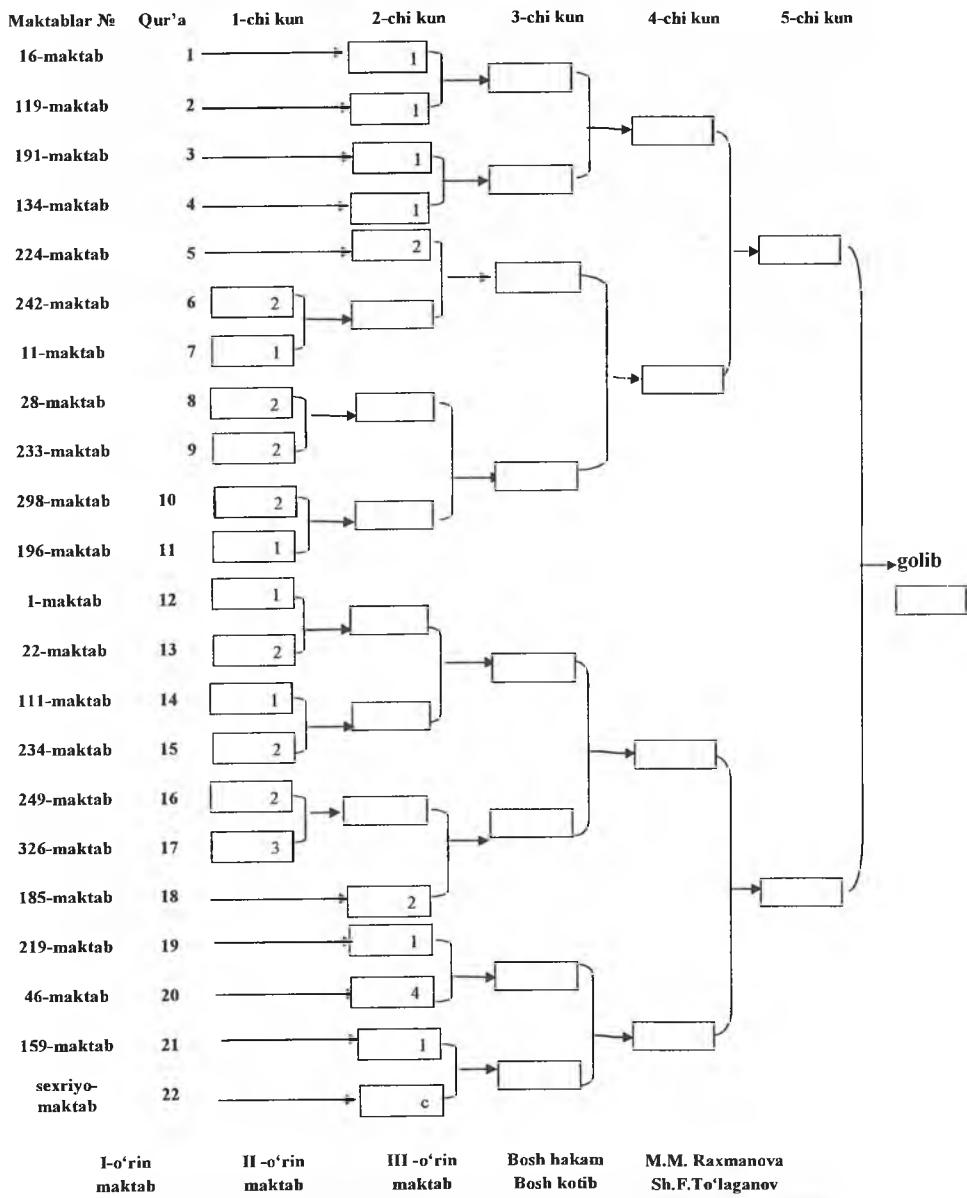 Maktablar № Qur’a 1-chi kun 2-chi kun 3-chi kun 4-chi kun 5-chi kun
16-maktab 1 1
119-maktab 2 1
191-maktab 3 1
134-maktab 4 1
224-maktab 5 2
242-maktab 6 2
11-maktab 7 1
28-maktab 8 2
233-maktab 9 2
298-maktab 10 2
196-maktab 11 1
golib
1-maktab 12 1
22-maktab 13 2
111-maktab 14 1
234-maktab 15 2
249-maktab 16 2
326-maktab 17 3
185-maktab 18 2
219-maktab 19 1
46-maktab 20 4
159-maktab 21 1
sexriyo-
maktab 22 c
I-o‘rin II -o‘rin III -o‘rin Bosh hakam M.M. Raxmanova
maktab maktab maktab Bosh kotib Sh.F.To‘laganov